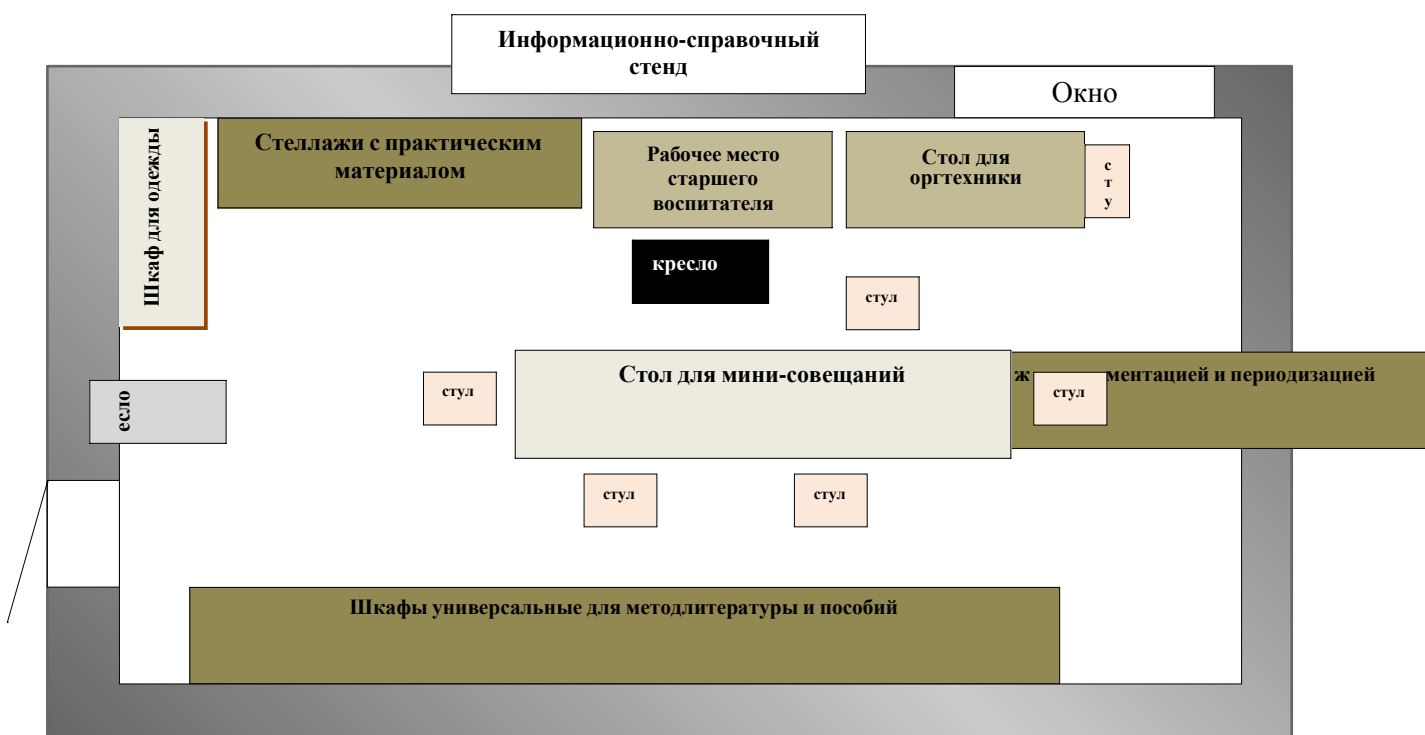 Информационно-справочный
стенд
Окно
Шкаф для одежды
Стеллажи с практическим
материалом
Рабочее место
старшего
воспитателя
Стол для
оргтехники
с
т
у
кресло
стул
Стол для мини-совещаний
ж ментацией и периодизацией
стул
стул
есло
стул
стул
Шкафы универсальные для методлитературы и пособий